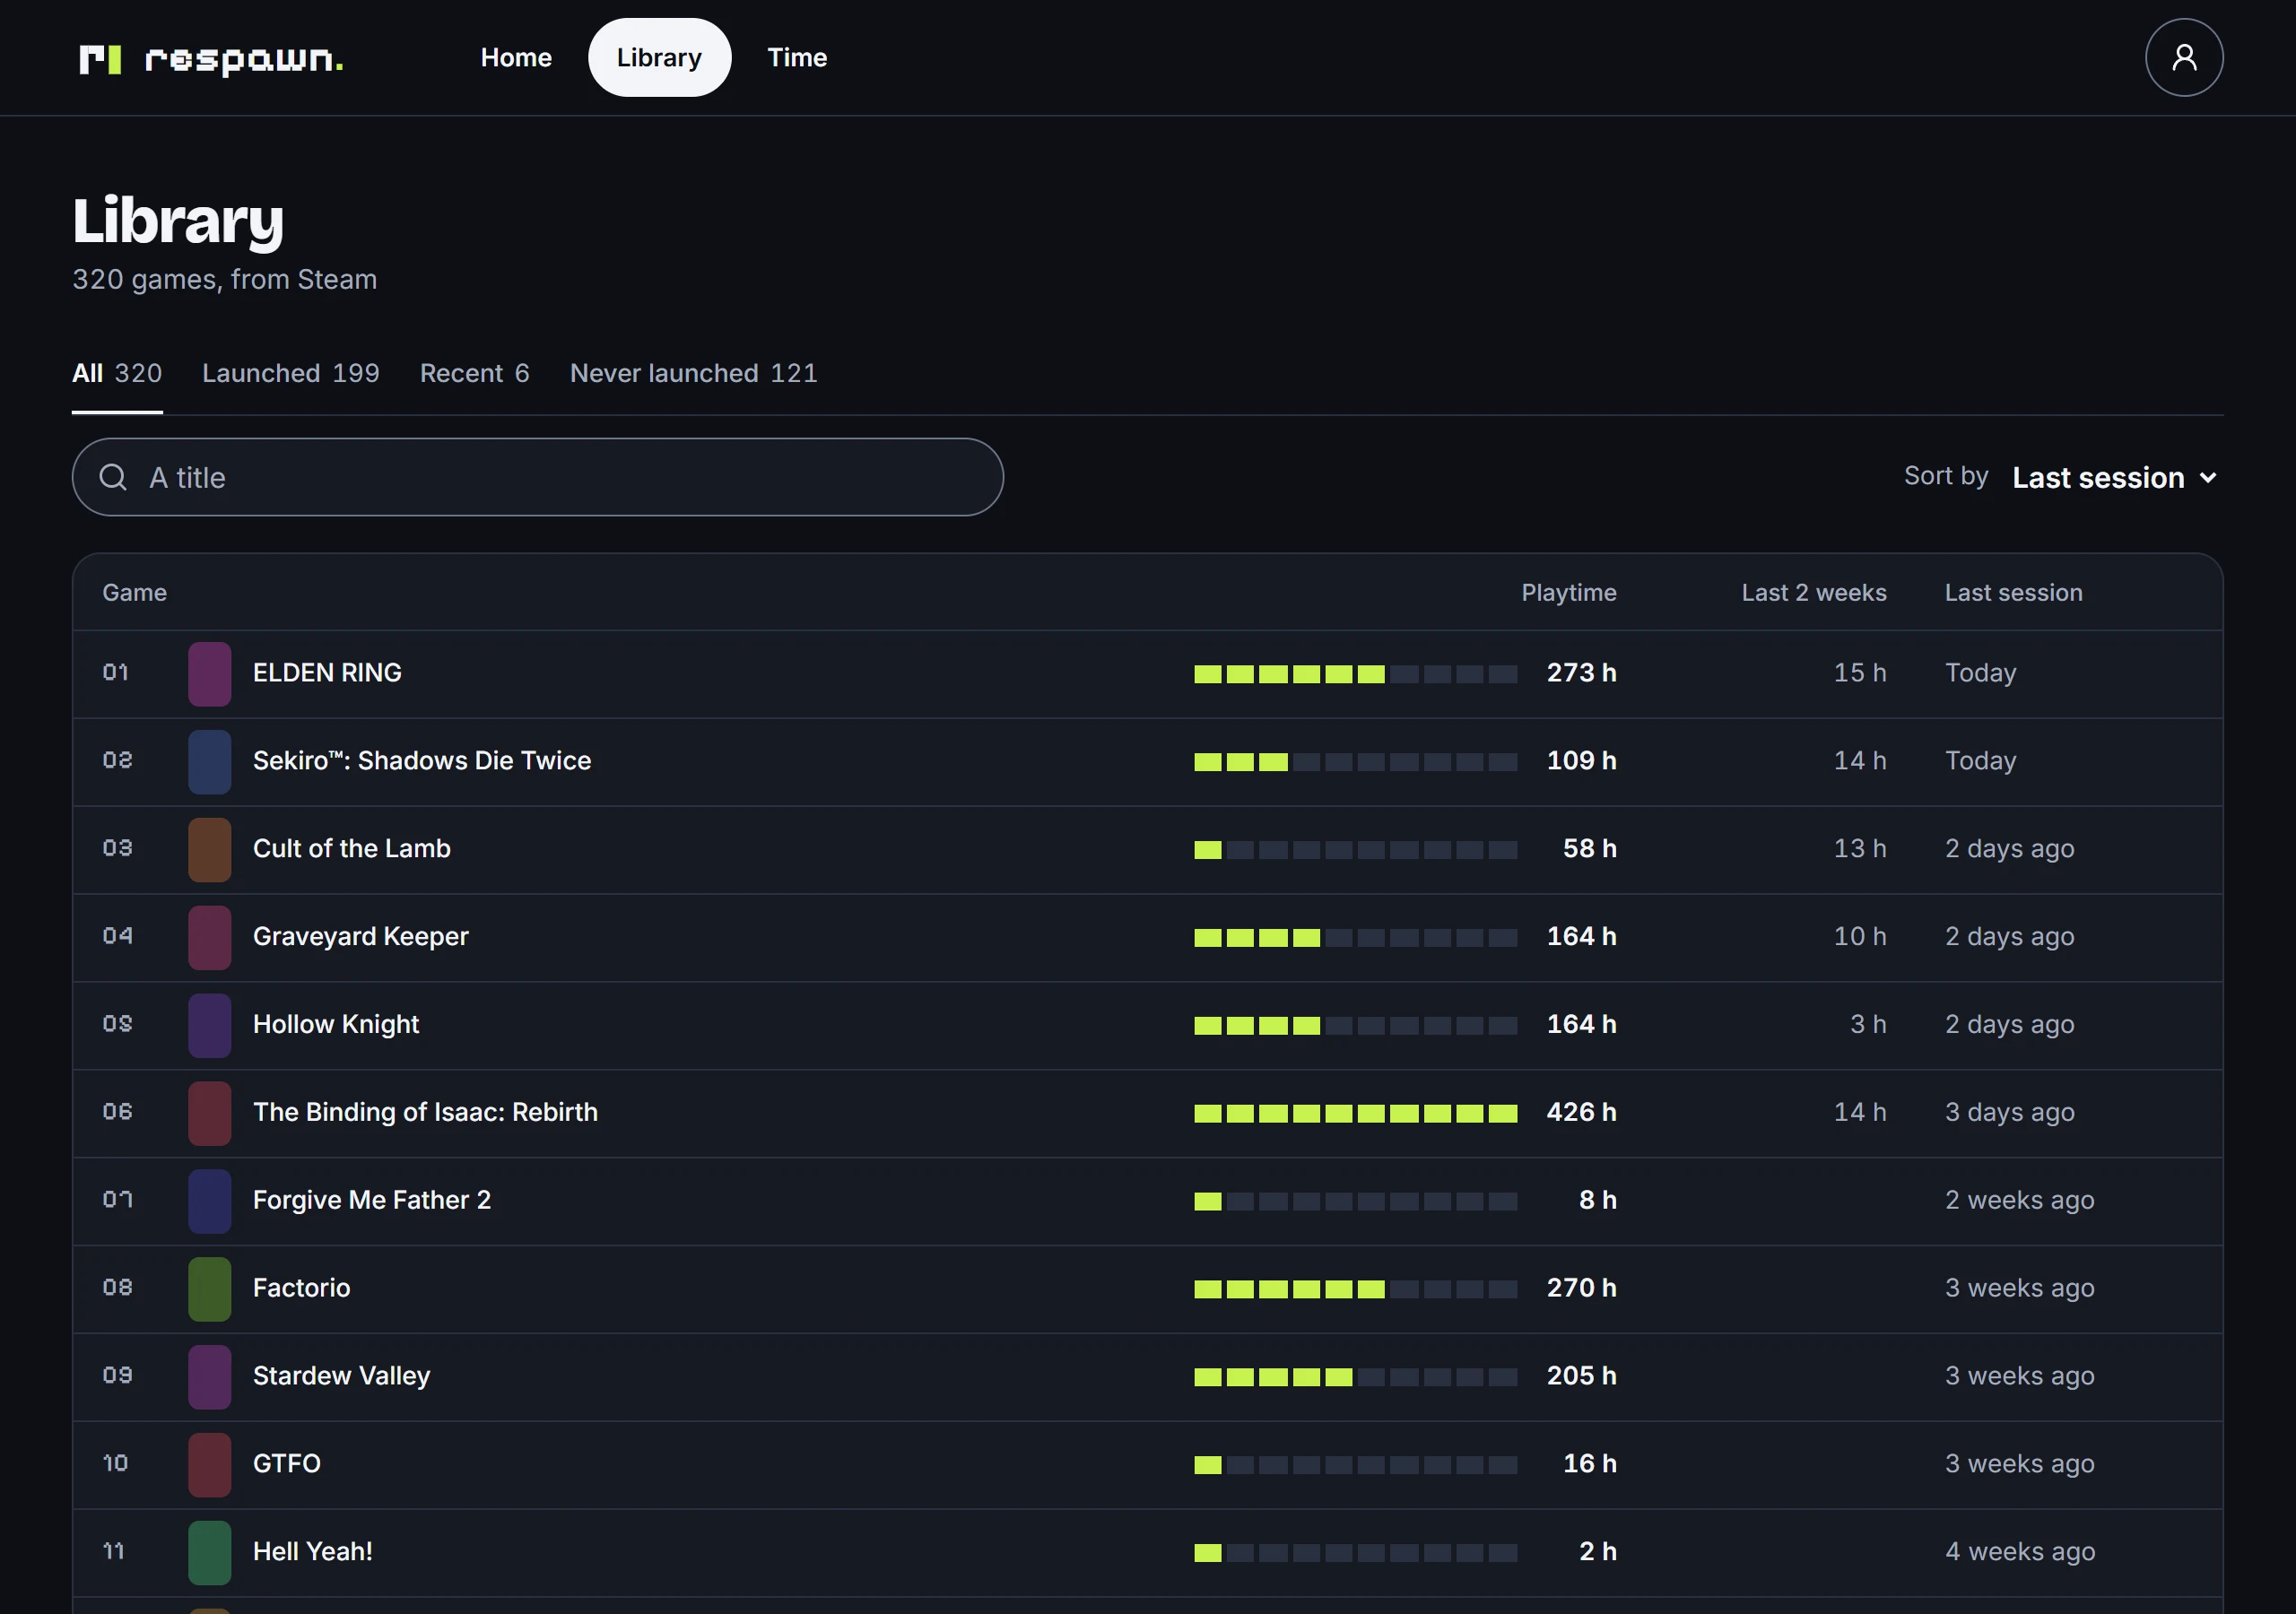 respawn.
Home Library Time
Library
320 games, from Steam
All 320 Launched 199 Recent 6 Never launched 121
A title
Sort by Last session
Game Playtime Last 2 weeks Last session
01 ELDEN RING 273 h 15 h Today
02 Sekiro™: Shadows Die Twice 109 h 14 h Today
03 Cult of the Lamb 58 h 13 h 2 days ago
04 Graveyard Keeper 164 h 10 h 2 days ago
05 Hollow Knight 164 h 3 h 2 days ago
06 The Binding of Isaac: Rebirth 426 h 14 h 3 days ago
07 Forgive Me Father 2 8 h 2 weeks ago
08 Factorio 270 h 3 weeks ago
09 Stardew Valley 205 h 3 weeks ago
10 GTFO 16 h 3 weeks ago
11 Hell Yeah! 2 h 4 weeks ago